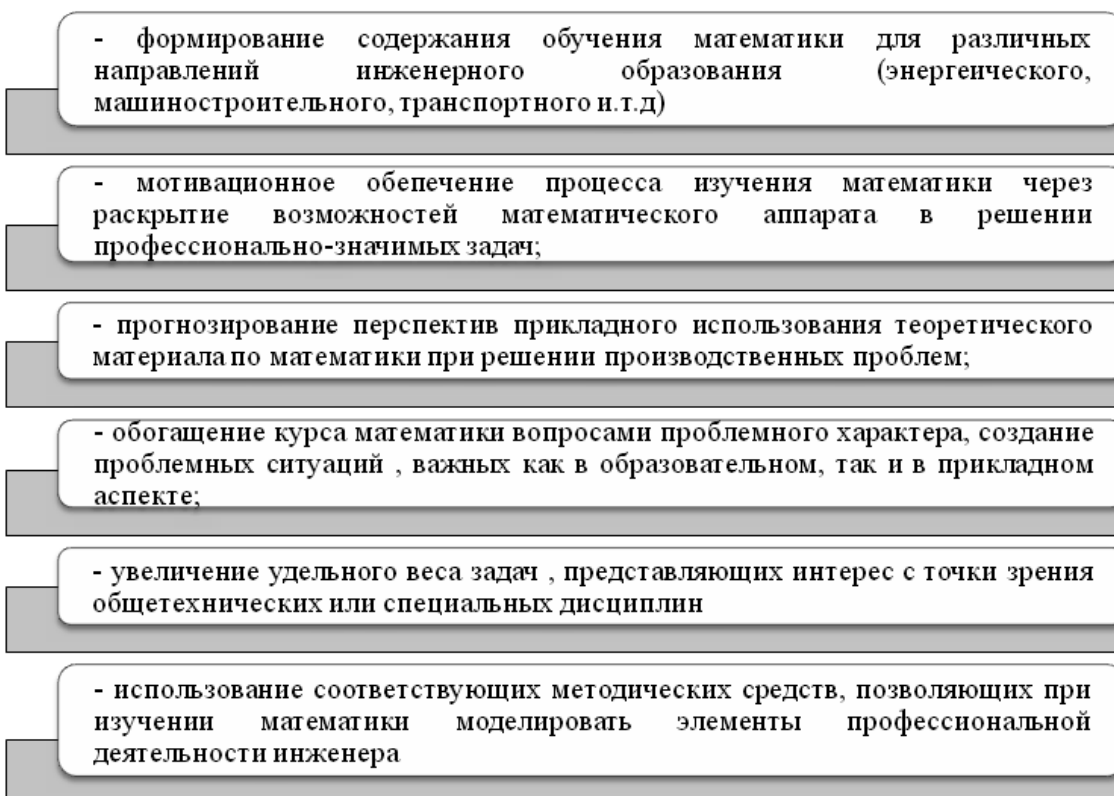 - формирование содержания обучения математики для различных
направлений инженерного образования (энергеического,
машиностроительного, транспортного и.т.д)
- мотивационное обепечение процесса изучения математики через
раскрытие возможностей математического аппарата в решении
профессионально-значимых задач;
- прогнозирование перспектив прикладного использования теоретического
материала по математики при решении производственных проблем;
- обогащение курса математики вопросами проблемного характера, создание
проблемных ситуаций , важных как в образовательном, так и в прикладном
аспекте;
- увеличение удельного веса задач , представляющих интерес с точки зрения
общетехнических или специальных дисциплин
- использование соответствующих методических средств, позволяющих при
изучении математики моделировать элементы профессиональной
деятельности инженера